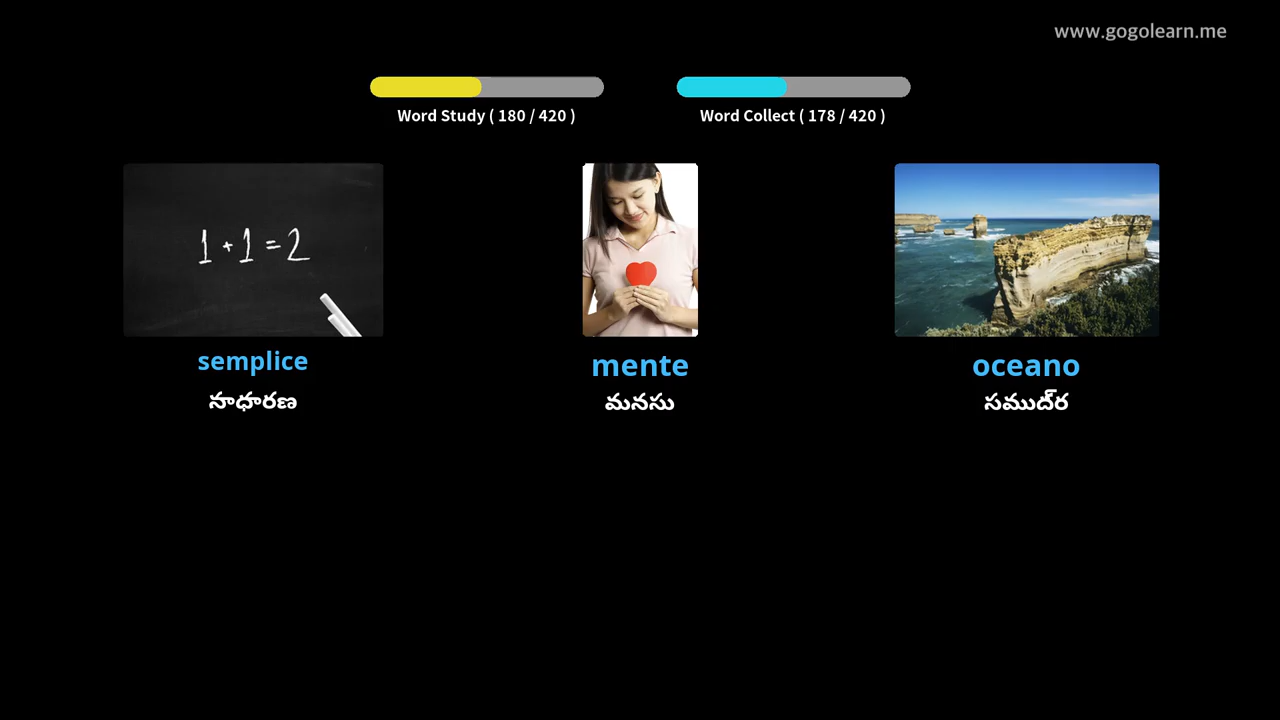 www.gogolearn.me
Word Study ( 180 / 420 )
Word Collect ( 178 / 420 )
1 + 1 = 2
semplice
సాధారణ
mente
మనసు
oceano
సముద్ర